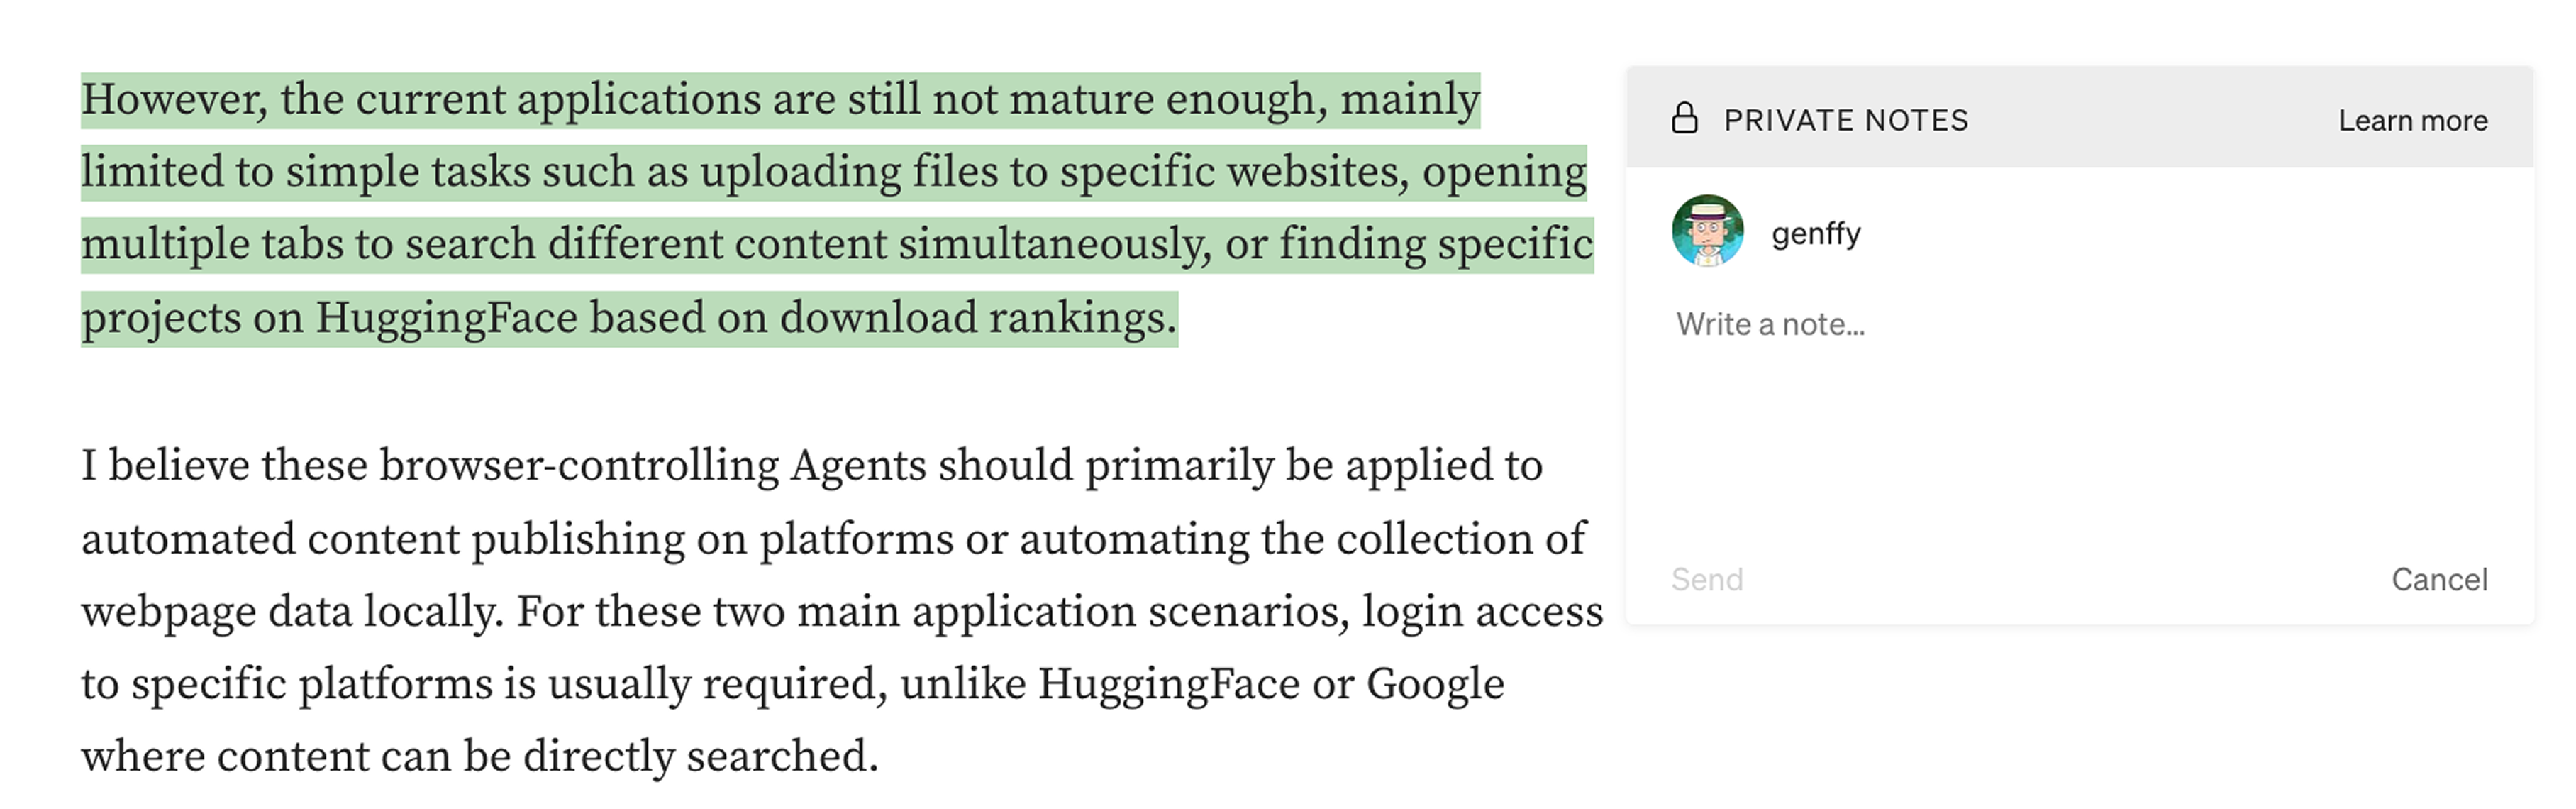 However, the current applications are still not mature enough, mainly
limited to simple tasks such as uploading files to specific websites, opening
multiple tabs to search different content simultaneously, or finding specific
projects on HuggingFace based on download rankings.
I believe these browser-controlling Agents should primarily be applied to
automated content publishing on platforms or automating the collection of
webpage data locally. For these two main application scenarios, login access
to specific platforms is usually required, unlike HuggingFace or Google
where content can be directly searched.
PRIVATE NOTES
Learn more
genffy
Write a note...
Send
Cancel